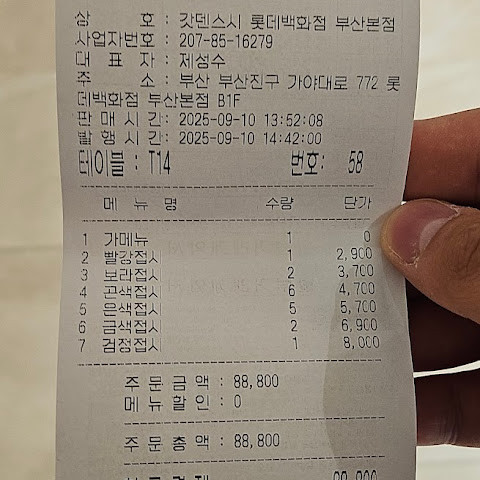 상 호 : 갓덴스시 롯데백화점 부산본점
사업자번호 : 207-85-16279
대 표 자 : 제성수
주 소 : 부산 부산진구 가야대로 772 롯
데백화점 부산본점 B1F
판 매 시 간: 2025-09-10 13:52:08
발 행 시 간: 2025-09-10 14:42:00
테이블 : T14 번호: 58
메 뉴 명 수량 단가
1 가메뉴 1 0
2 빨강접시 1 2,900
3 보라접시 2 3,700
4 곤색접시 6 4,700
5 은색접시 5 5,700
6 금색접시 2 6,900
7 검정접시 1 8,000
주 문 금 액 : 88,800
메 뉴 할 인 : 0
주 문 총 액 : 88,800